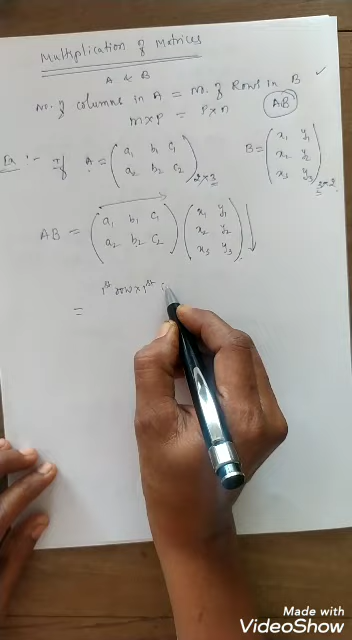 Multiplication of Matrices
A & B
No. of columns in A = No. of Rows in B ✓
m×p = p×n AB
Ex :- If A = ( a₁ b₁ c₁ a₂ b₂ c₂ ) 2×3 B = ( x₁ y₁ x₂ y₂ x₃ y₃ ) 3×2
AB = ( a₁ b₁ c₁ a₂ b₂ c₂ ) ( x₁ y₁ x₂ y₂ x₃ y₃ )
= 1st row × 1st
Made with
VideoShow